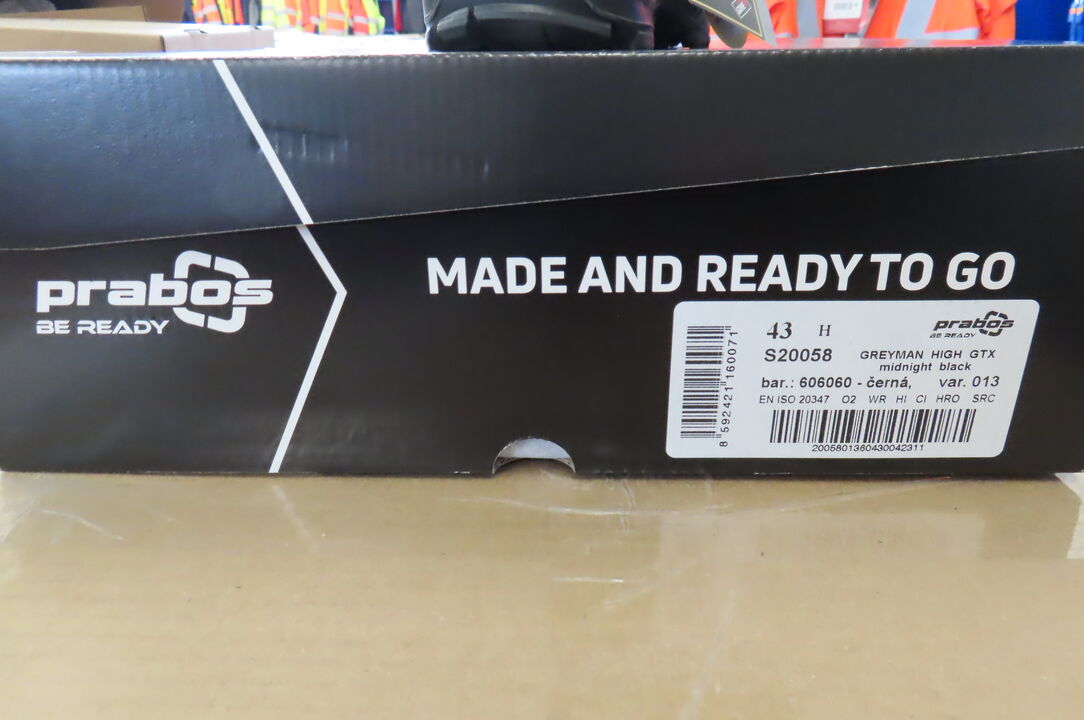 prabos
BE READY
MADE AND READY TO GO
43 H
prabos
BE READY
S20058 GREYMAN HIGH GTX
midnight black
bar.: 606060 - černá, var. 013
EN ISO 20347 O2 WR HI CI HRO SRC
8 592421 160071
2005801360430042311